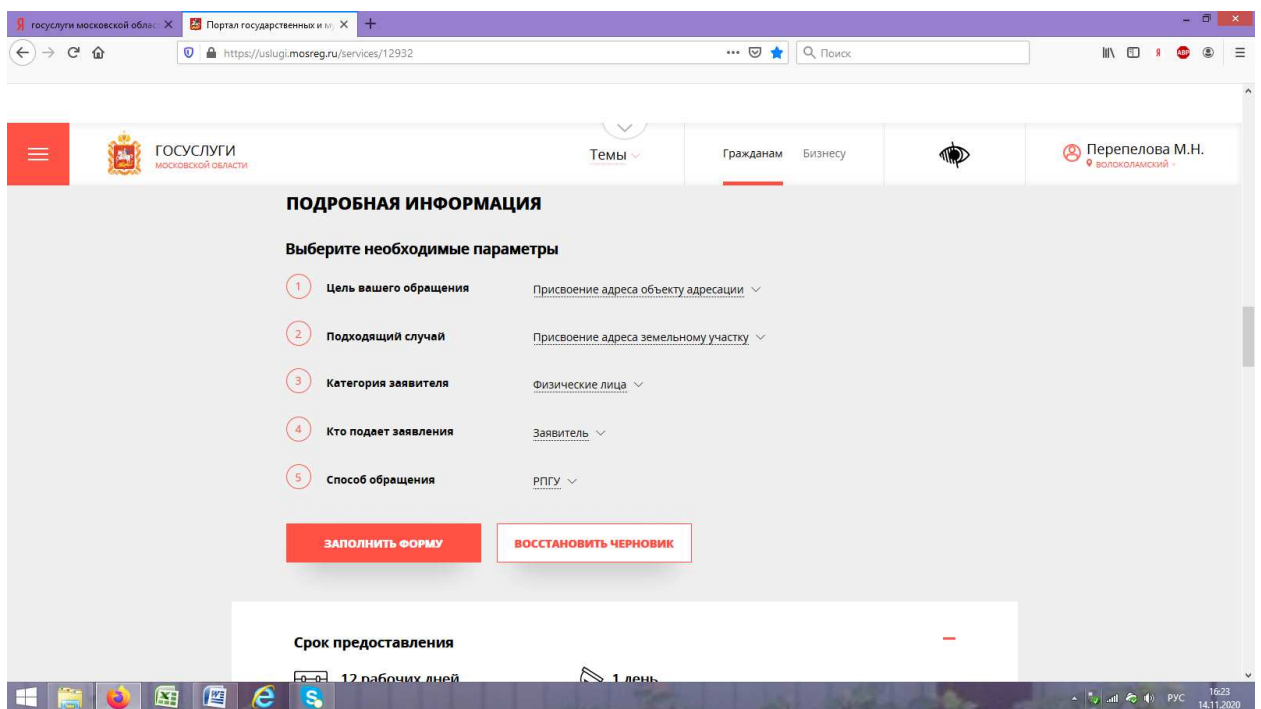 госуслуги московской облас
Портал государственных и му
https://uslugi.mosreg.ru/services/12932
Поиск
ABP
ГОСУСЛУГИ
МОСКОВСКОЙ ОБЛАСТИ
Темы
Гражданам
Бизнесу
Перепелова М.Н.
ВОЛОКОЛАМСКИЙ
ПОДРОБНАЯ ИНФОРМАЦИЯ
Выберите необходимые параметры
1 Цель вашего обращения Присвоение адреса объекту адресации
2 Подходящий случай Присвоение адреса земельному участку
3 Категория заявителя Физические лица
4 Кто подает заявления Заявитель
5 Способ обращения РПГУ
ЗАПОЛНИТЬ ФОРМУ
ВОССТАНОВИТЬ ЧЕРНОВИК
Срок предоставления
12 рабочих дней
1 день
РУС
16:23
14.11.2020